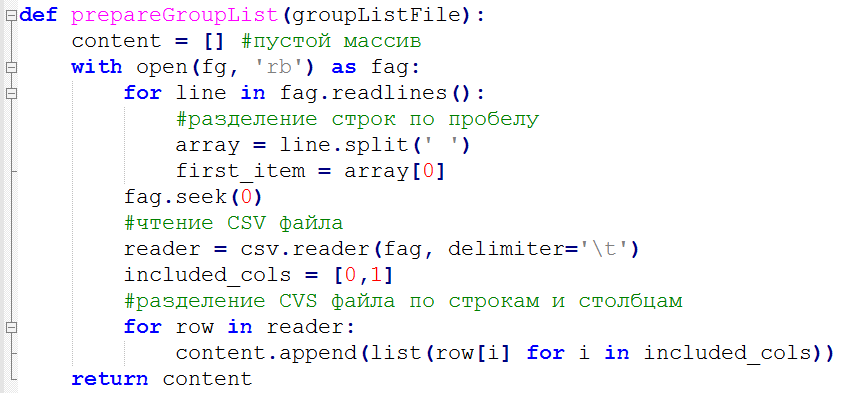 def prepareGroupList(groupListFile):
    content = [] #пустой массив
    with open(fg, 'rb') as fag:
        for line in fag.readlines():
            #разделение строк по пробелу
            array = line.split(' ')
            first_item = array[0]
        fag.seek(0)
        #чтение CSV файла
        reader = csv.reader(fag, delimiter='\t')
        included_cols = [0,1]
        #разделение CVS файла по строкам и столбцам
        for row in reader:
            content.append(list(row[i] for i in included_cols))
    return content